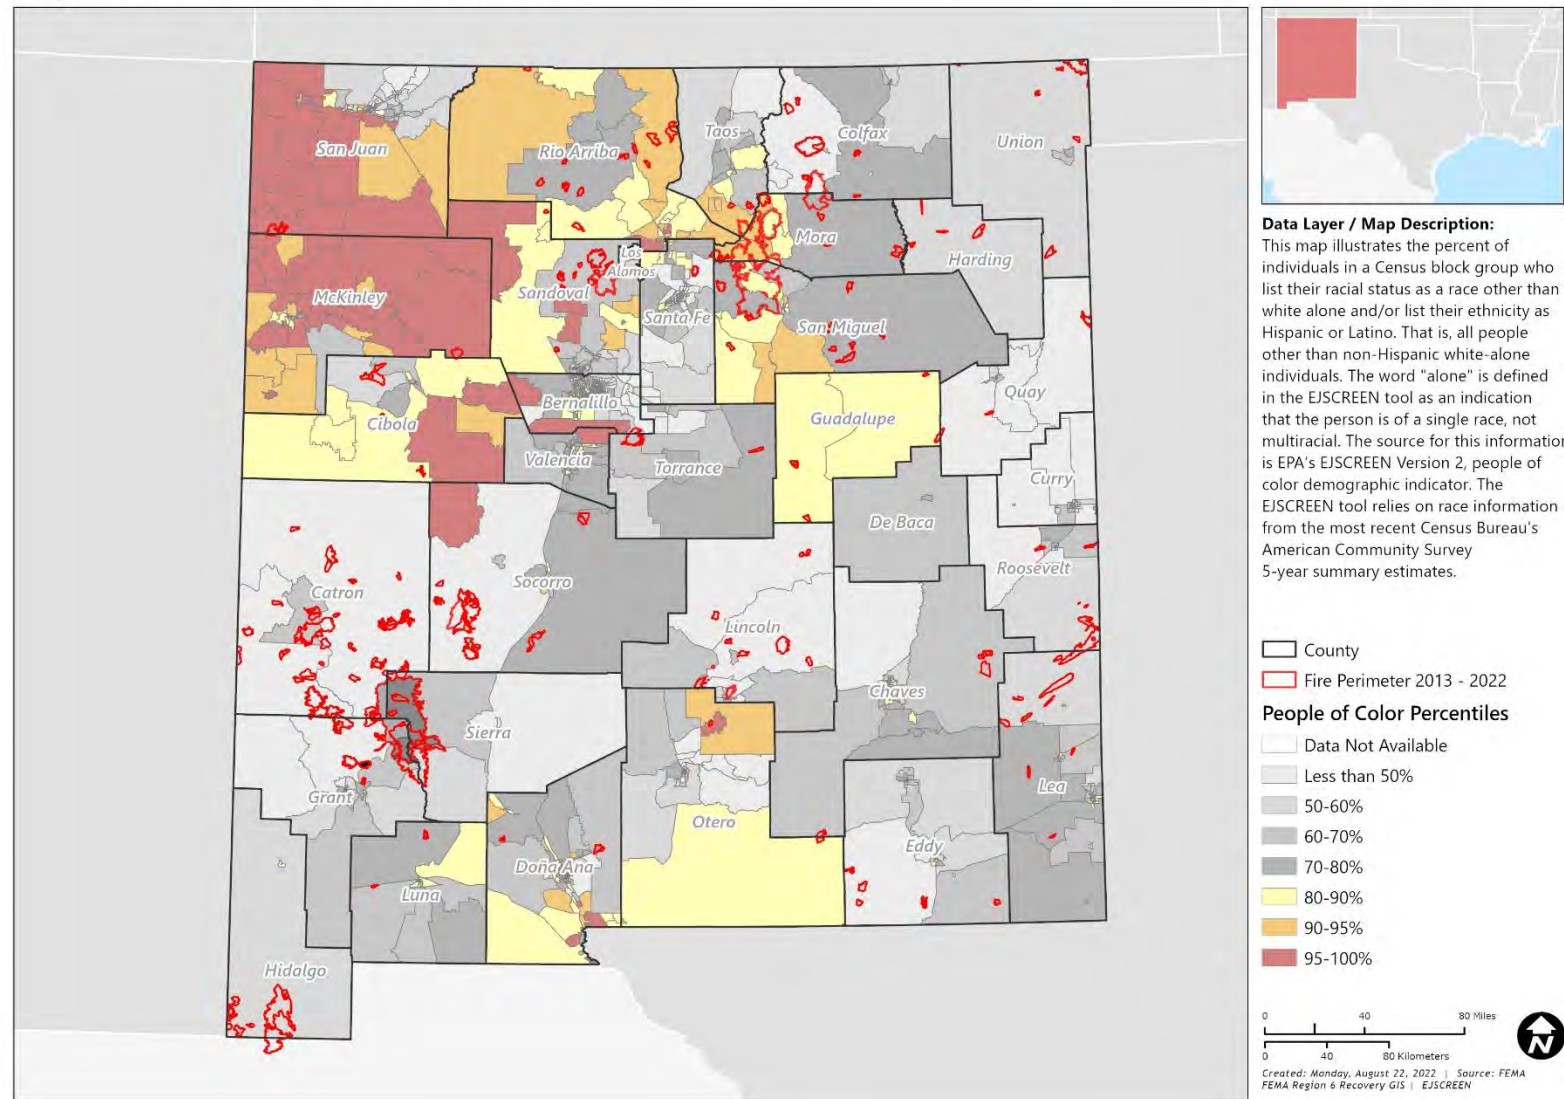 San Juan
Rio Arriba
Taos
Colfax
Union
Mora
Harding
McKinley
Los
Alamos
Sandoval
Santa Fe
San Miguel
Quay
Bernalillo
Cibola
Guadalupe
Valencia
Torrance
Curry
De Baca
Roosevelt
Catron
Socorro
Lincoln
Chaves
Sierra
Grant
Lea
Otero
Eddy
Doña Ana
Luna
Hidalgo
Data Layer / Map Description:
This map illustrates the percent of
individuals in a Census block group who
list their racial status as a race other than
white alone and/or list their ethnicity as
Hispanic or Latino. That is, all people
other than non-Hispanic white-alone
individuals. The word "alone" is defined
in the EJSCREEN tool as an indication
that the person is of a single race, not
multiracial. The source for this information
is EPA's EJSCREEN Version 2, people of
color demographic indicator. The
EJSCREEN tool relies on race information
from the most recent Census Bureau's
American Community Survey
5-year summary estimates.
County
Fire Perimeter 2013 - 2022
People of Color Percentiles
Data Not Available
Less than 50%
50-60%
60-70%
70-80%
80-90%
90-95%
95-100%
0 40 80 Miles
0 40 80 Kilometers
N
Created: Monday, August 22, 2022 | Source: FEMA
FEMA Region 6 Recovery GIS | EJSCREEN